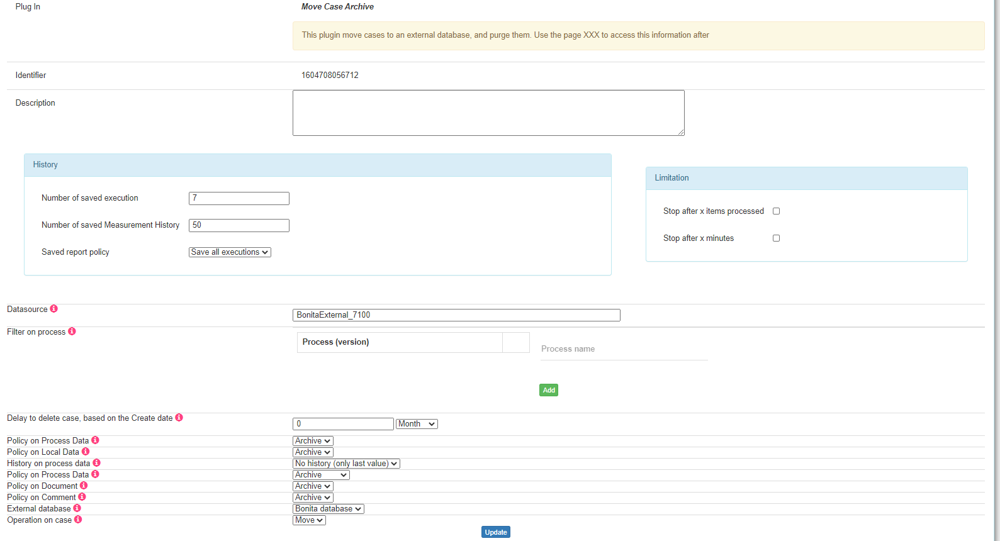 Plug In
Move Case Archive
This plugin move cases to an external database, and purge them. Use the page XXX to access this information after
Identifier
1604708056712
Description
History
Number of saved execution
7
Number of saved Measurement History
50
Saved report policy
Save all executions
Limitation
Stop after x items processed
Stop after x minutes
Datasource
BonitaExternal_7100
Filter on process
Process (version)
Process name
Add
Delay to delete case, based on the Create date
0
Month
Policy on Process Data
Archive
Policy on Local Data
Archive
History on process data
No history (only last value)
Policy on Process Data
Archive
Policy on Document
Archive
Policy on Comment
Archive
External database
Bonita database
Operation on case
Move
Update